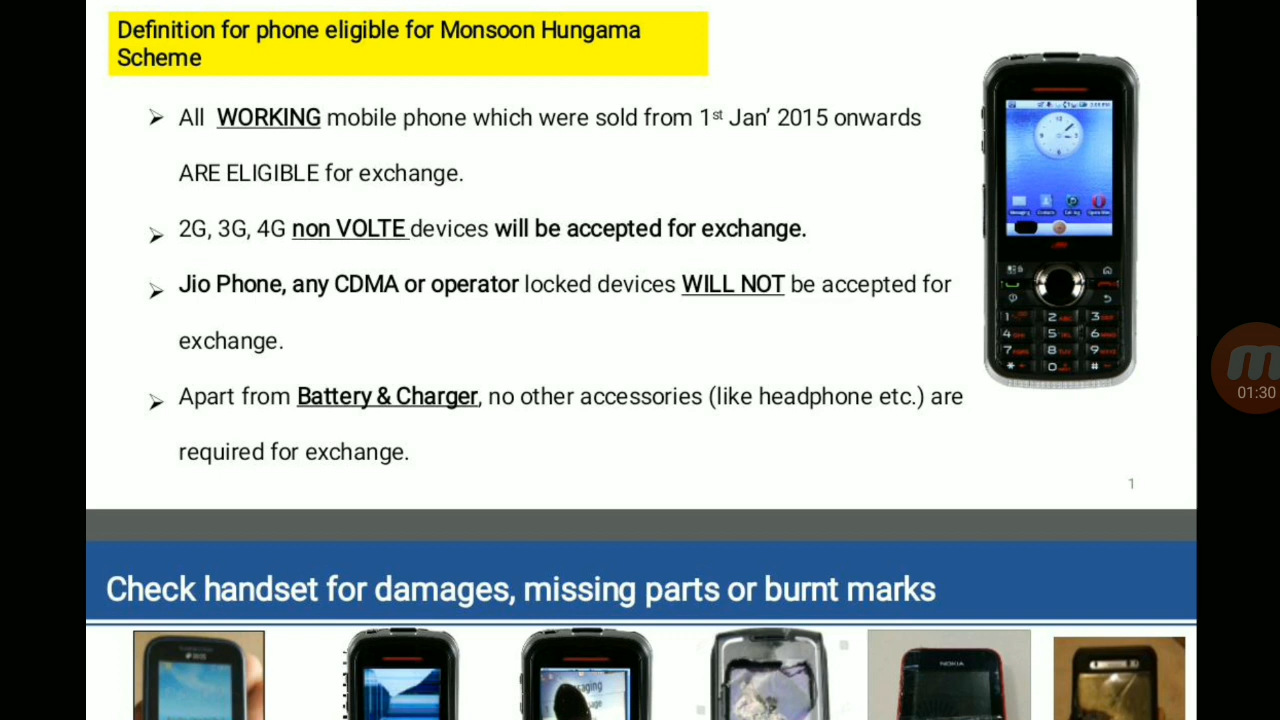 Definition for phone eligible for Monsoon Hungama
Scheme
➢ All WORKING mobile phone which were sold from 1st Jan’ 2015 onwards
ARE ELIGIBLE for exchange.
➢ 2G, 3G, 4G non VOLTE devices will be accepted for exchange.
➢ Jio Phone, any CDMA or operator locked devices WILL NOT be accepted for
exchange.
➢ Apart from Battery & Charger, no other accessories (like headphone etc.) are
required for exchange.
1
01:30
Check handset for damages, missing parts or burnt marks
NOKIA